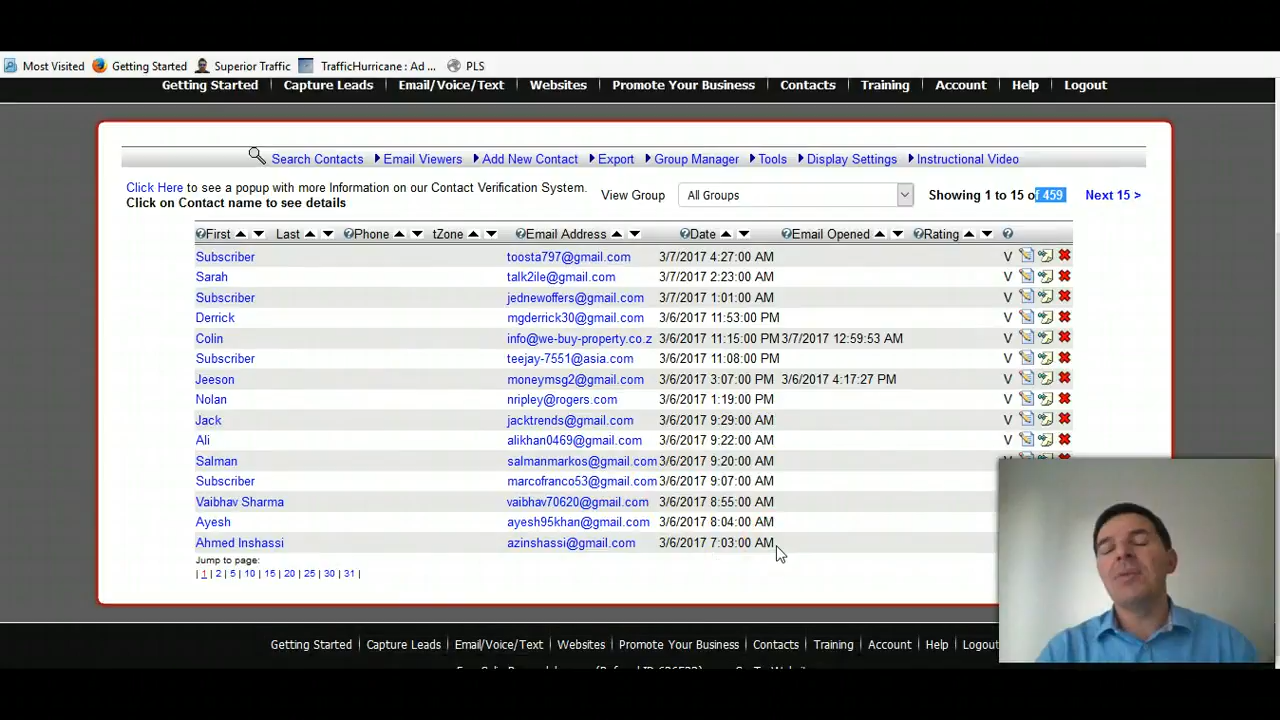 Most Visited Getting Started Superior Traffic TrafficHurricane : Ad ... PLS
Getting Started Capture Leads Email/Voice/Text Websites Promote Your Business Contacts Training Account Help Logout
Search Contacts Email Viewers Add New Contact Export Group Manager Tools Display Settings Instructional Video
Click Here to see a popup with more Information on our Contact Verification System.
Click on Contact name to see details
View Group All Groups Showing 1 to 15 of 459 Next 15 >
First Last Phone tZone Email Address Date Email Opened Rating
Subscriber toosta797@gmail.com 3/7/2017 4:27:00 AM V
Sarah talk2ile@gmail.com 3/7/2017 2:23:00 AM V
Subscriber jednewoffers@gmail.com 3/7/2017 1:01:00 AM V
Derrick mgderrick30@gmail.com 3/6/2017 11:53:00 PM V
Colin info@we-buy-property.co.z 3/6/2017 11:15:00 PM 3/7/2017 12:59:53 AM V
Subscriber teejay-7551@asia.com 3/6/2017 11:08:00 PM V
Jeeson moneymsg2@gmail.com 3/6/2017 3:07:00 PM 3/6/2017 4:17:27 PM V
Nolan nripley@rogers.com 3/6/2017 1:19:00 PM V
Jack jacktrends@gmail.com 3/6/2017 9:29:00 AM V
Ali alikhan0469@gmail.com 3/6/2017 9:22:00 AM V
Salman salmanmarkos@gmail.com 3/6/2017 9:20:00 AM
Subscriber marcofranco53@gmail.com 3/6/2017 9:07:00 AM
Vaibhav Sharma vaibhav70620@gmail.com 3/6/2017 8:55:00 AM
Ayesh ayesh95khan@gmail.com 3/6/2017 8:04:00 AM
Ahmed Inshassi azinshassi@gmail.com 3/6/2017 7:03:00 AM
Jump to page:
| 1 | 2 | 5 | 10 | 15 | 20 | 25 | 30 | 31 |
Getting Started Capture Leads Email/Voice/Text Websites Promote Your Business Contacts Training Account Help Logout